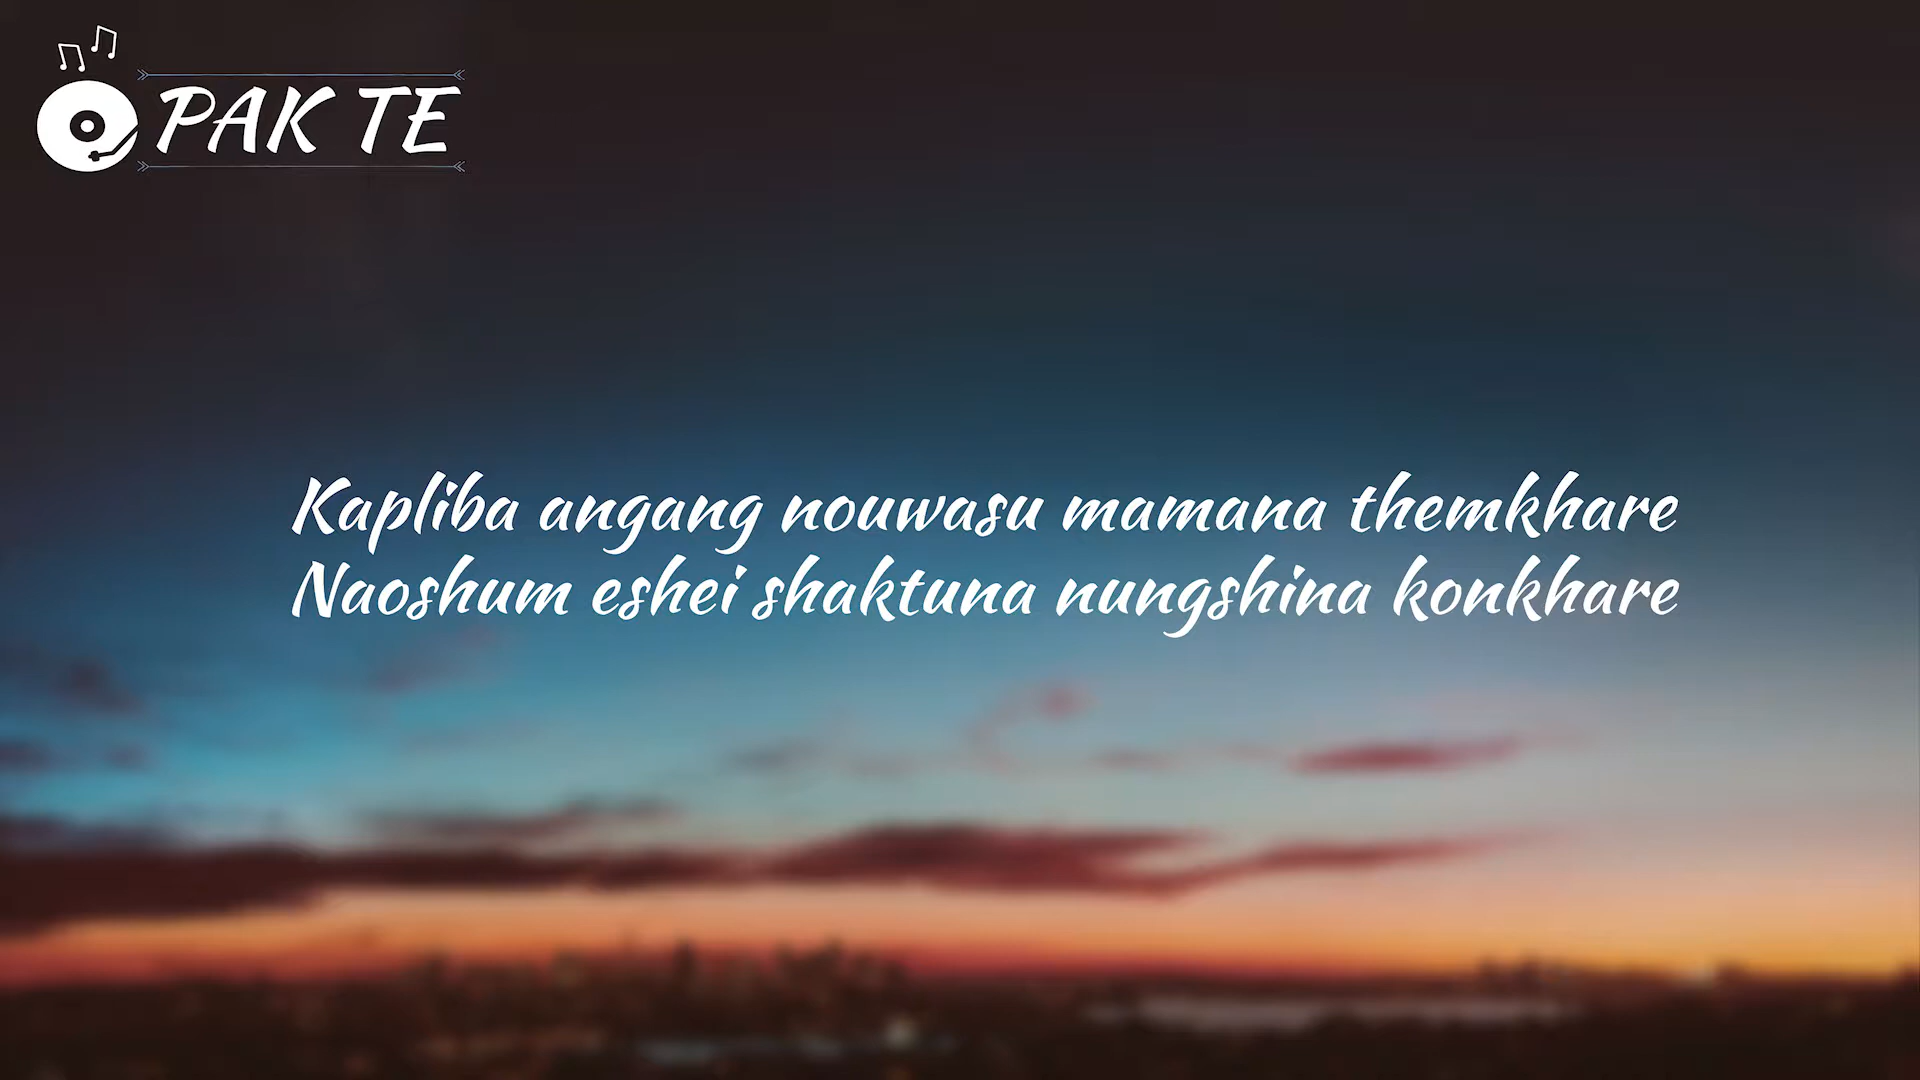 PAK TE
Kapliba angang nouwasu mamana themkhare
Naoshum eshei shaktuna nungshina konkhare